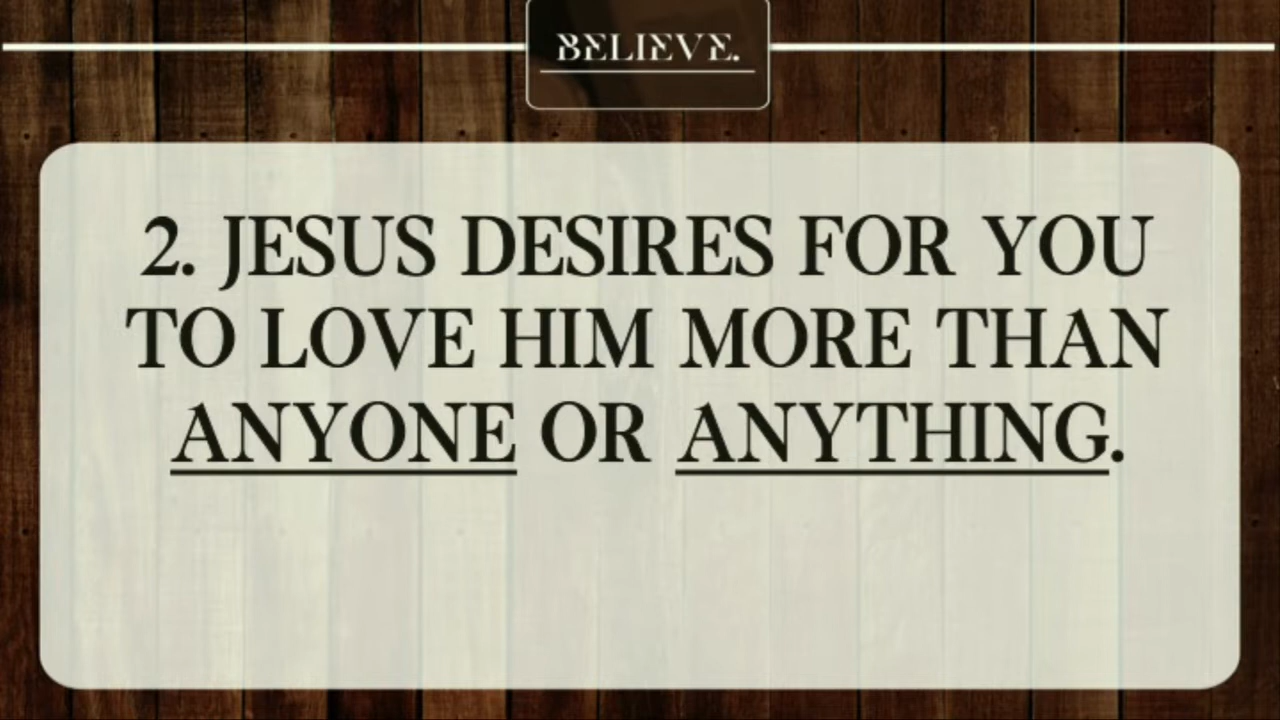 BELIEVE.
2. JESUS DESIRES FOR YOU
TO LOVE HIM MORE THAN
ANYONE OR ANYTHING.